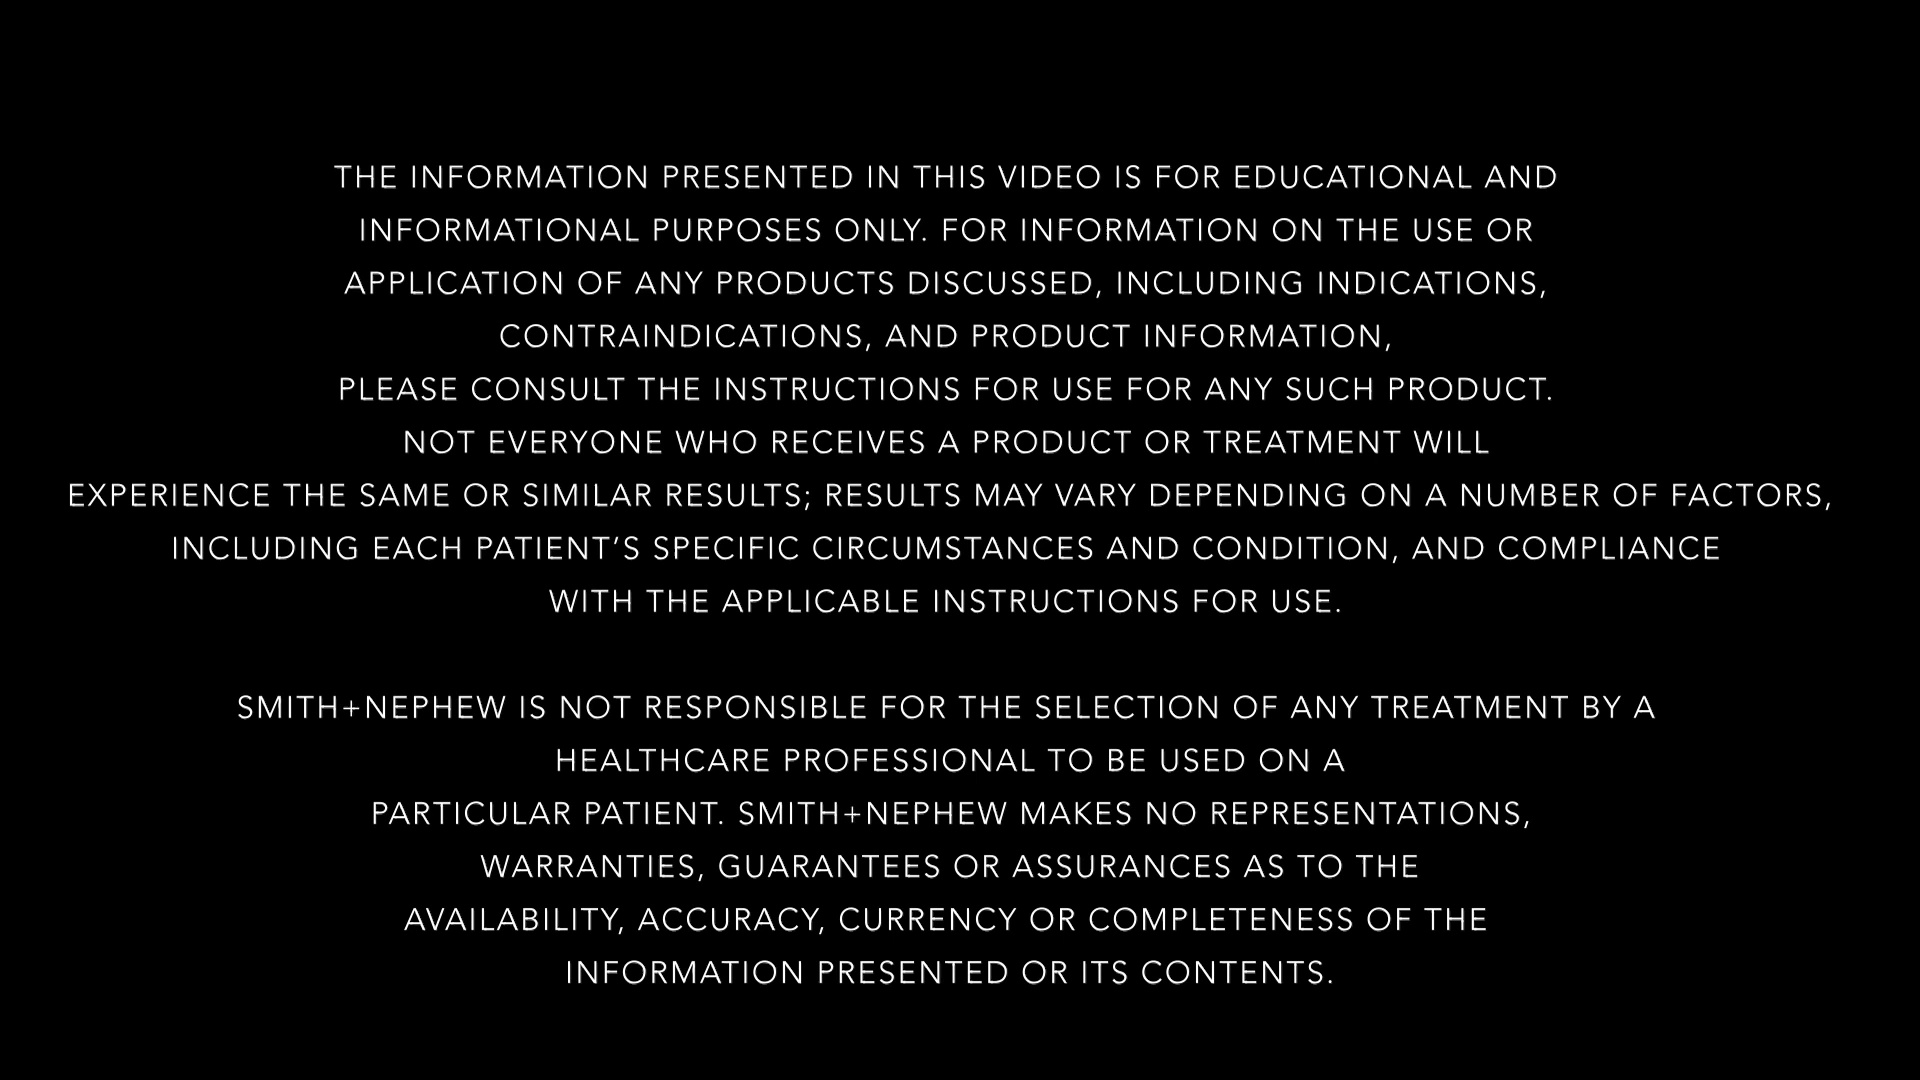 THE INFORMATION PRESENTED IN THIS VIDEO IS FOR EDUCATIONAL AND
INFORMATIONAL PURPOSES ONLY. FOR INFORMATION ON THE USE OR
APPLICATION OF ANY PRODUCTS DISCUSSED, INCLUDING INDICATIONS,
CONTRAINDICATIONS, AND PRODUCT INFORMATION,
PLEASE CONSULT THE INSTRUCTIONS FOR USE FOR ANY SUCH PRODUCT.
NOT EVERYONE WHO RECEIVES A PRODUCT OR TREATMENT WILL
EXPERIENCE THE SAME OR SIMILAR RESULTS; RESULTS MAY VARY DEPENDING ON A NUMBER OF FACTORS,
INCLUDING EACH PATIENT’S SPECIFIC CIRCUMSTANCES AND CONDITION, AND COMPLIANCE
WITH THE APPLICABLE INSTRUCTIONS FOR USE.
SMITH+NEPHEW IS NOT RESPONSIBLE FOR THE SELECTION OF ANY TREATMENT BY A
HEALTHCARE PROFESSIONAL TO BE USED ON A
PARTICULAR PATIENT. SMITH+NEPHEW MAKES NO REPRESENTATIONS,
WARRANTIES, GUARANTEES OR ASSURANCES AS TO THE
AVAILABILITY, ACCURACY, CURRENCY OR COMPLETENESS OF THE
INFORMATION PRESENTED OR ITS CONTENTS.